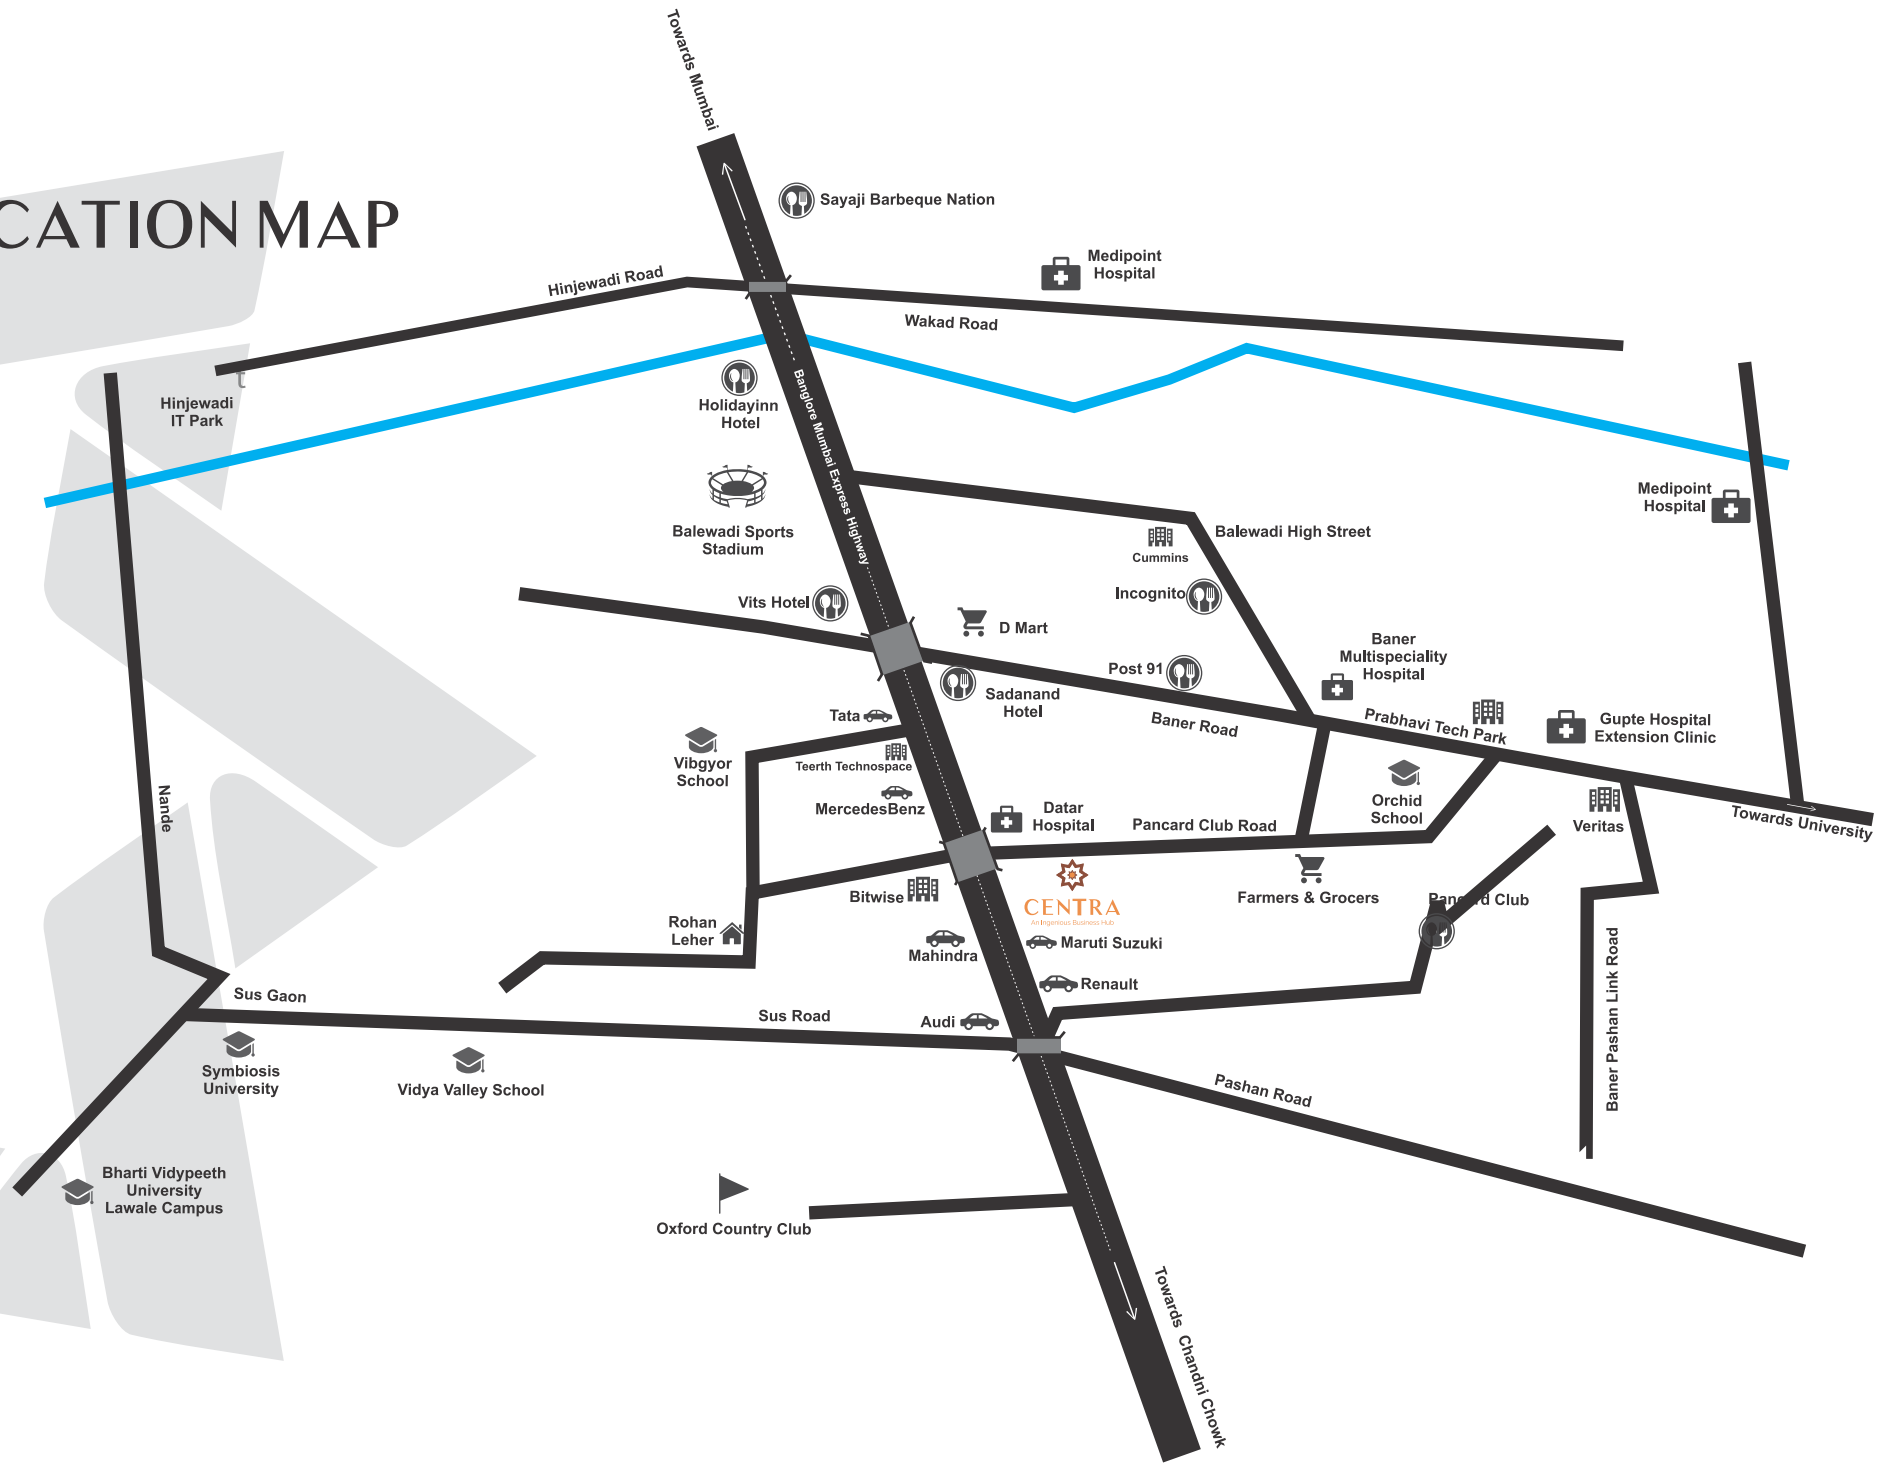 Towards Mumbai
Sayaji Barbeque Nation
CATION MAP
Medipoint
Hospital
Hinjewadi Road
Wakad Road
Hinjewadi
IT Park
t
Holidayinn
Hotel
Banglore Mumbai Express Highway
Balewadi Sports
Stadium
Balewadi High Street
Cummins
Medipoint
Hospital
Vits Hotel
D Mart
Incognito
Post 91
Baner
Multispeciality
Hospital
Sadanand
Hotel
Tata
Baner Road
Prabhavi Tech Park
Gupte Hospital
Extension Clinic
Vibgyor
School
Teerth Technospace
MercedesBenz
Nande
Datar
Hospital
Pancard Club Road
Orchid
School
Veritas
Towards University
Bitwise
CENTRA
An Ingenious Business Hub
Farmers & Grocers
Pancard Club
Rohan
Leher
Mahindra
Maruti Suzuki
Renault
Sus Gaon
Sus Road
Audi
Baner Pashan Link Road
Symbiosis
University
Vidya Valley School
Pashan Road
Bharti Vidypeeth
University
Lawale Campus
Oxford Country Club
Towards Chandni Chowk